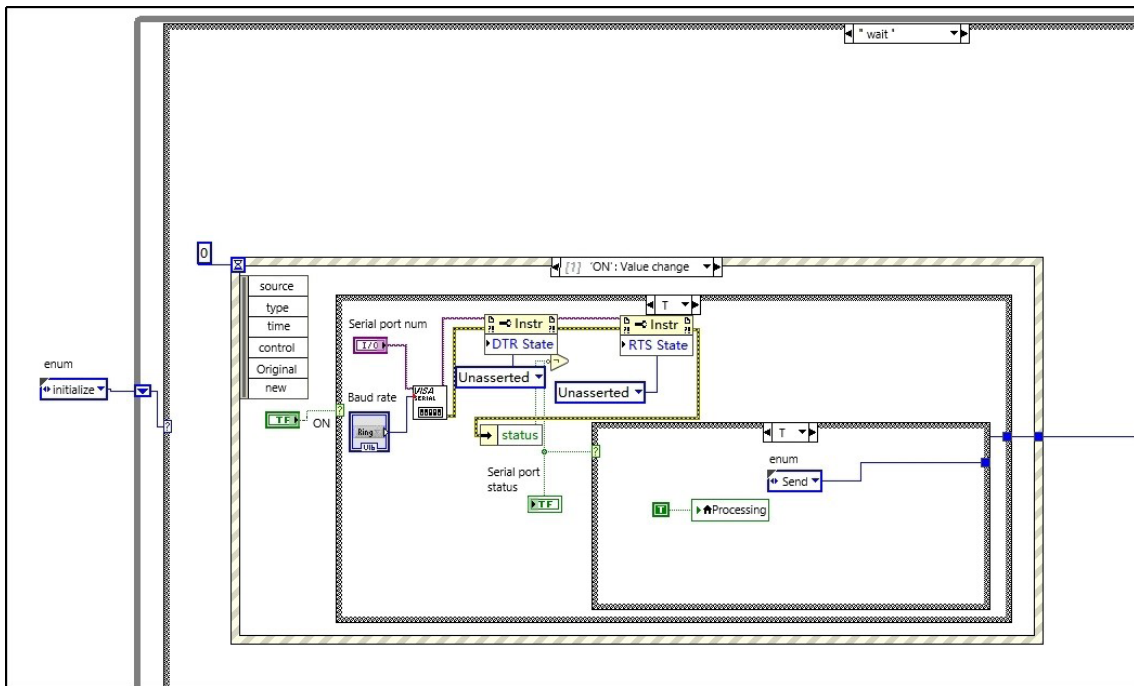 " wait "
0
[1] 'ON': Value change
source
type
time
control
Original
new
T
Serial port num
I/O
Instr
DTR State
Instr
RTS State
enum
initialize
Unasserted
Unasserted
Baud rate
VISA
SERIAL
Ring
U16
TF
ON
status
T
Serial port
status
TF
enum
Send
T
Processing